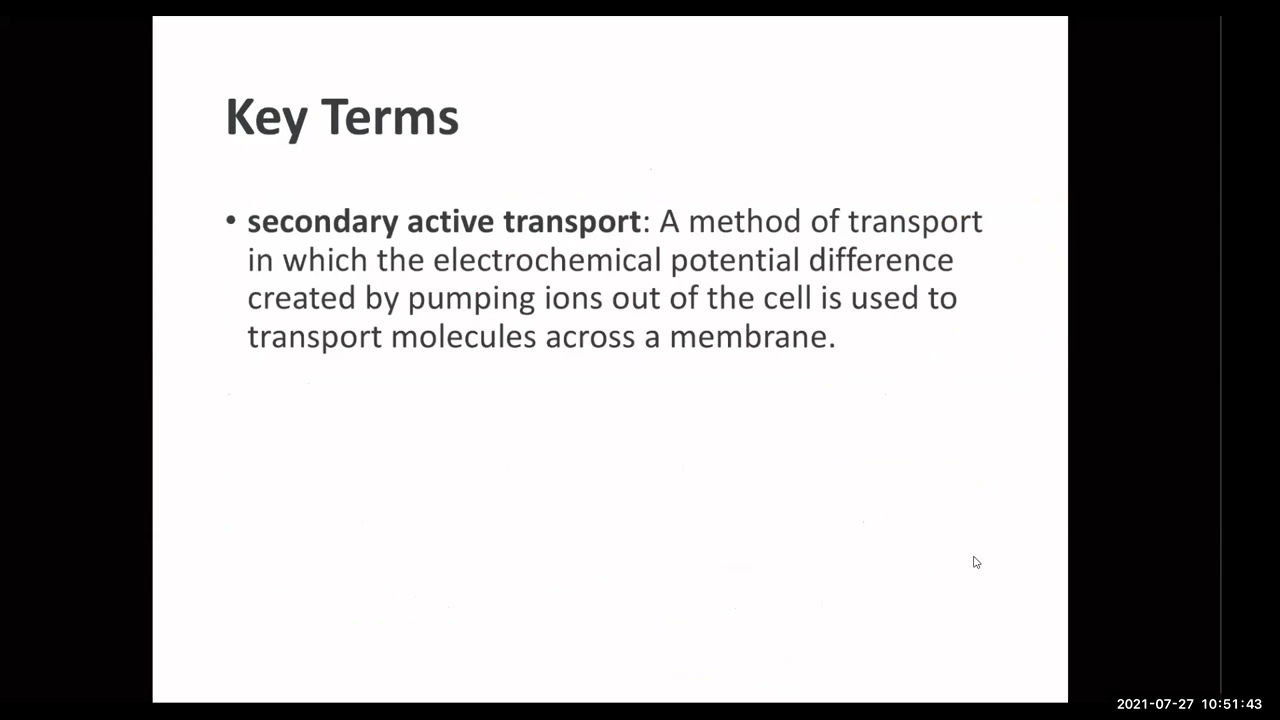 Key Terms
• secondary active transport: A method of transport
in which the electrochemical potential difference
created by pumping ions out of the cell is used to
transport molecules across a membrane.
2021-07-27 10:51:43